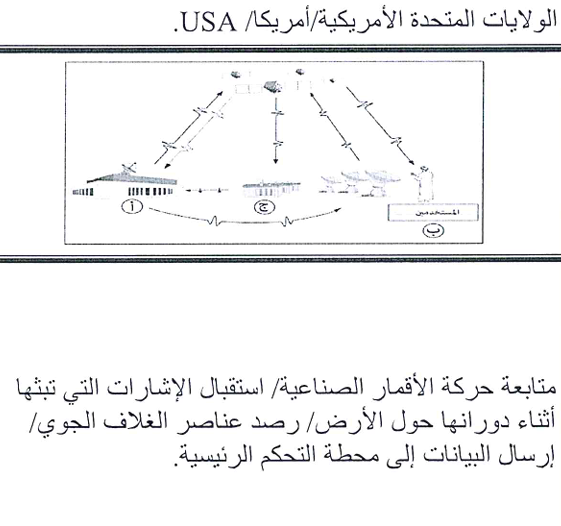 الولايات المتحدة الأمريكية/أمريكا/ USA.
أ
ج
المستخدمين
ب
متابعة حركة الأقمار الصناعية/ استقبال الإشارات التي تبثها
أثناء دورانها حول الأرض/ رصد عناصر الغلاف الجوي/
إرسال البيانات إلى محطة التحكم الرئيسية.